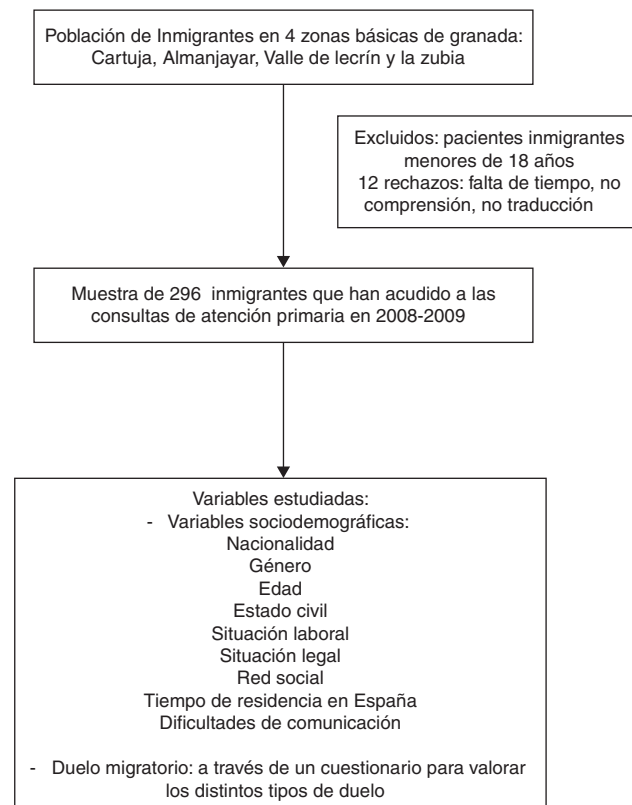 Población de Inmigrantes en 4 zonas básicas de granada:
Cartuja, Almanjayar, Valle de lecrín y la zubia
Excluidos: pacientes inmigrantes
menores de 18 años
12 rechazos: falta de tiempo, no
comprensión, no traducción
Muestra de 296 inmigrantes que han acudido a las
consultas de atención primaria en 2008-2009
Variables estudiadas:
- Variables sociodemográficas:
Nacionalidad
Género
Edad
Estado civil
Situación laboral
Situación legal
Red social
Tiempo de residencia en España
Dificultades de comunicación
- Duelo migratorio: a través de un cuestionario para valorar
los distintos tipos de duelo